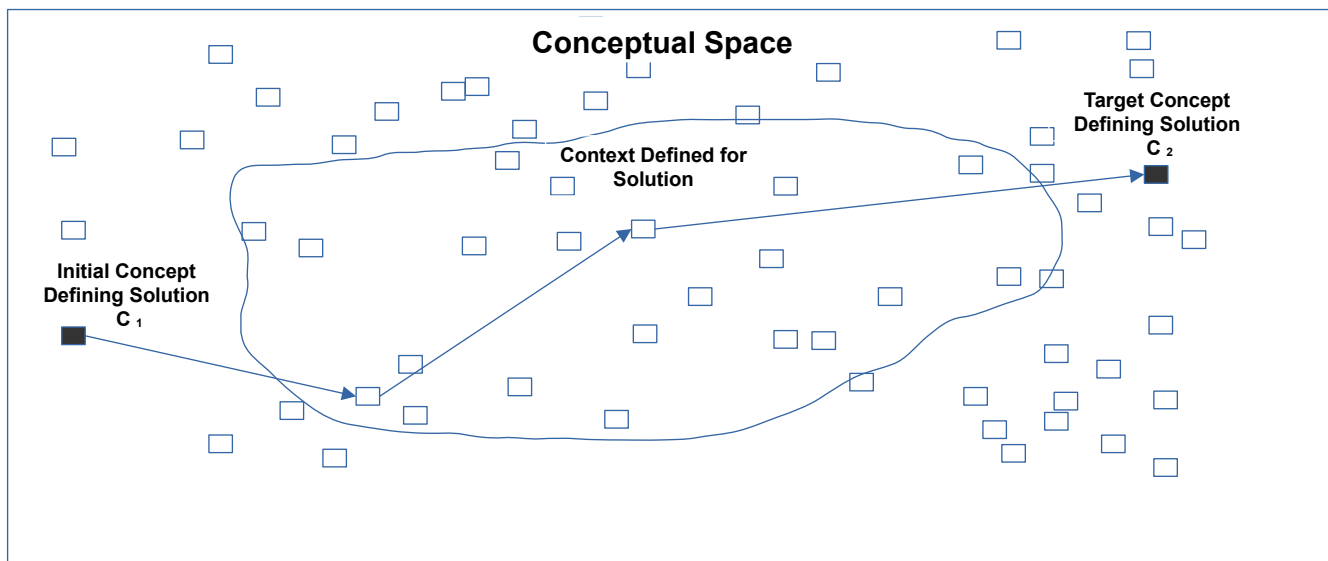 Conceptual Space
Target Concept
Defining Solution
C 2
Context Defined for
Solution
Initial Concept
Defining Solution
C 1